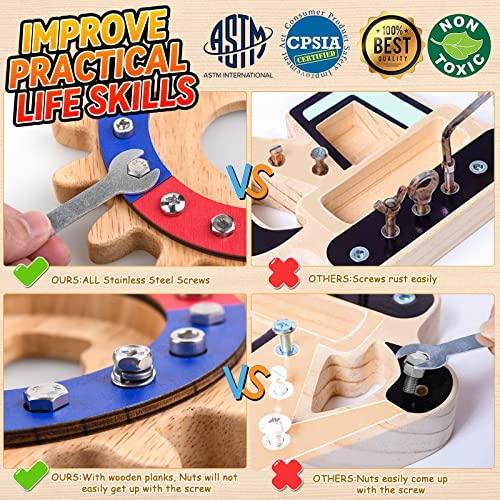 IMPROVE
PRACTICAL
LIFE SKILLS
ASTM
ASTM INTERNATIONAL
Act Consumer Product Safety Improvement
CPSIA
CERTIFIED
100%
BEST
QUALITY
NON
TOXIC
VS
OURS:ALL Stainless Steel Screws
OTHERS:Screws rust easily
VS
OURS:With wooden planks, Nuts will not
easily get up with the screw
OTHERS:Nuts easily come up
with the screw